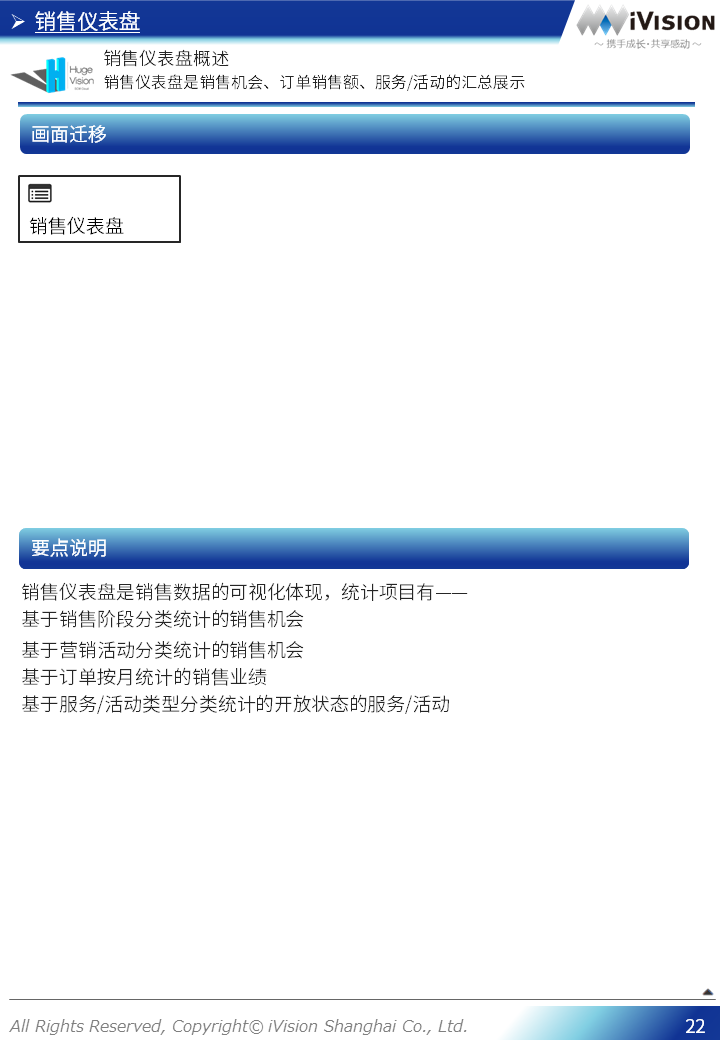 ➢ 销售仪表盘
iVISION
～ 携手成长·共享感动 ～
Huge
Vision
销售仪表盘概述
销售仪表盘是销售机会、订单销售额、服务/活动的汇总展示
画面迁移
销售仪表盘
要点说明
销售仪表盘是销售数据的可视化体现，统计项目有——
基于销售阶段分类统计的销售机会
基于营销活动分类统计的销售机会
基于订单按月统计的销售业绩
基于服务/活动类型分类统计的开放状态的服务/活动
All Rights Reserved, Copyright© iVision Shanghai Co., Ltd.
22